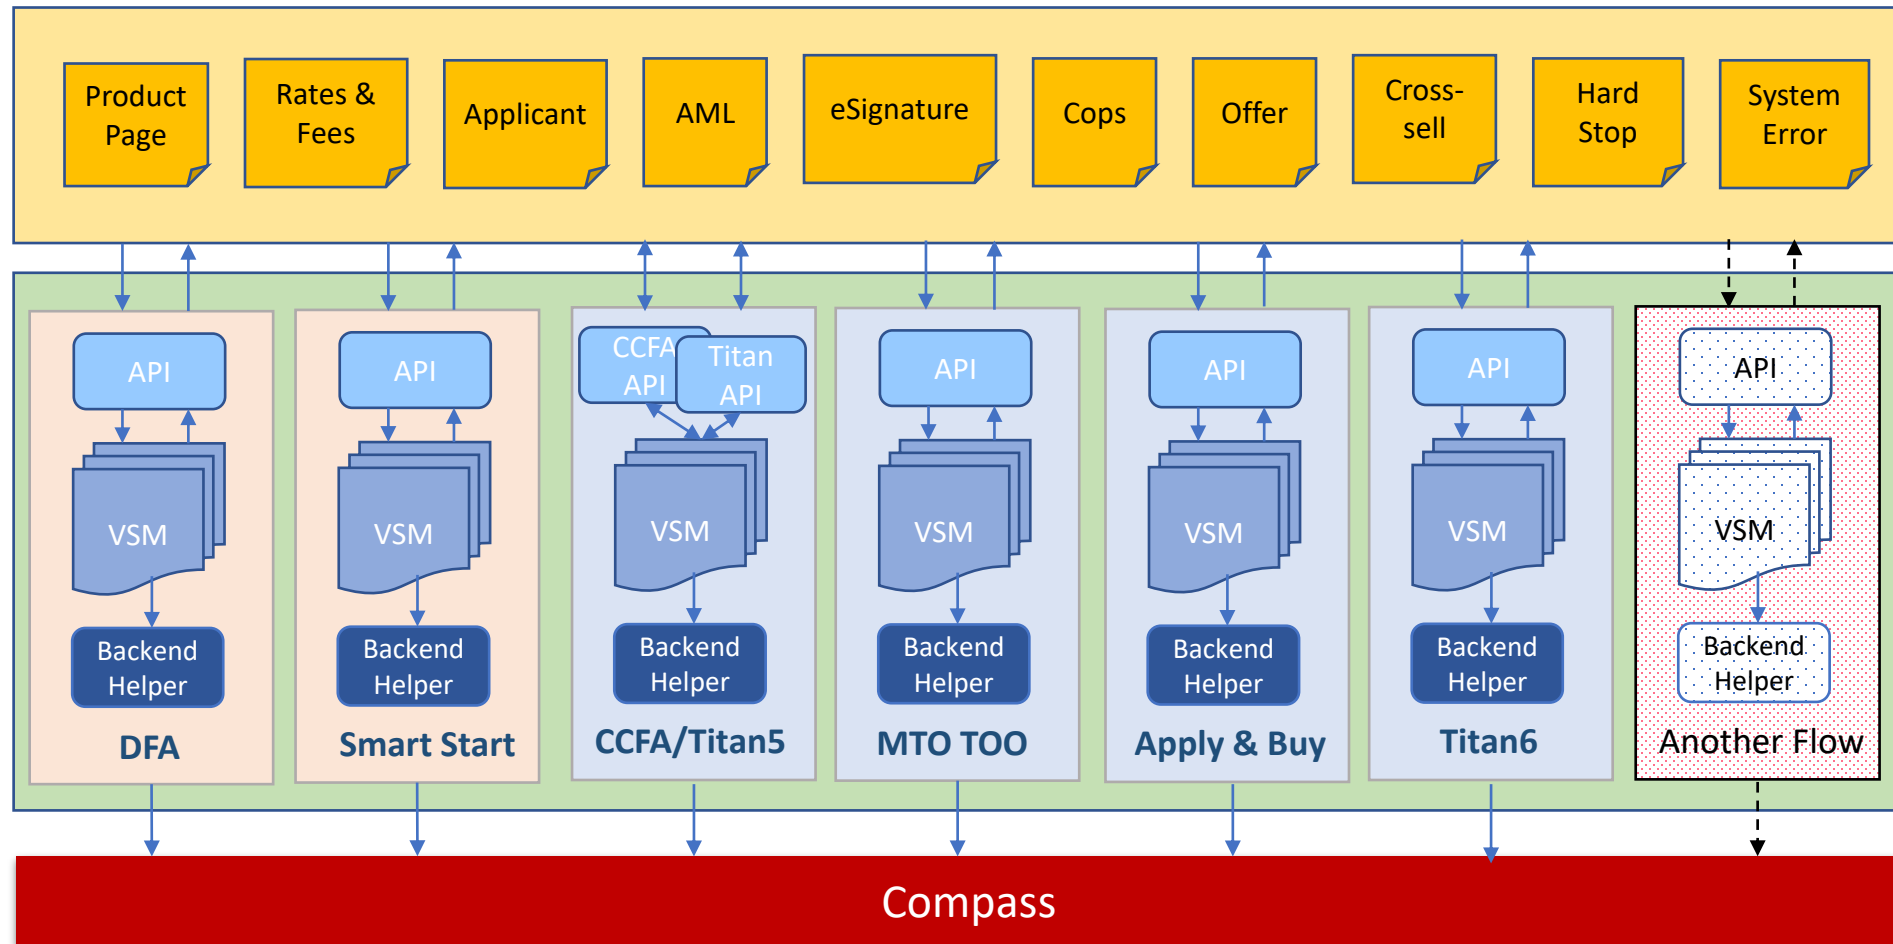 Product
Page
Rates &
Fees
Applicant
AML
eSignature
Cops
Offer
Cross-
sell
Hard
Stop
System
Error
API
VSM
Backend
Helper
DFA
API
VSM
Backend
Helper
Smart Start
CCFA
API
Titan
API
VSM
Backend
Helper
CCFA/Titan5
API
VSM
Backend
Helper
MTO TOO
API
VSM
Backend
Helper
Apply & Buy
API
VSM
Backend
Helper
Titan6
API
VSM
Backend
Helper
Another Flow
Compass